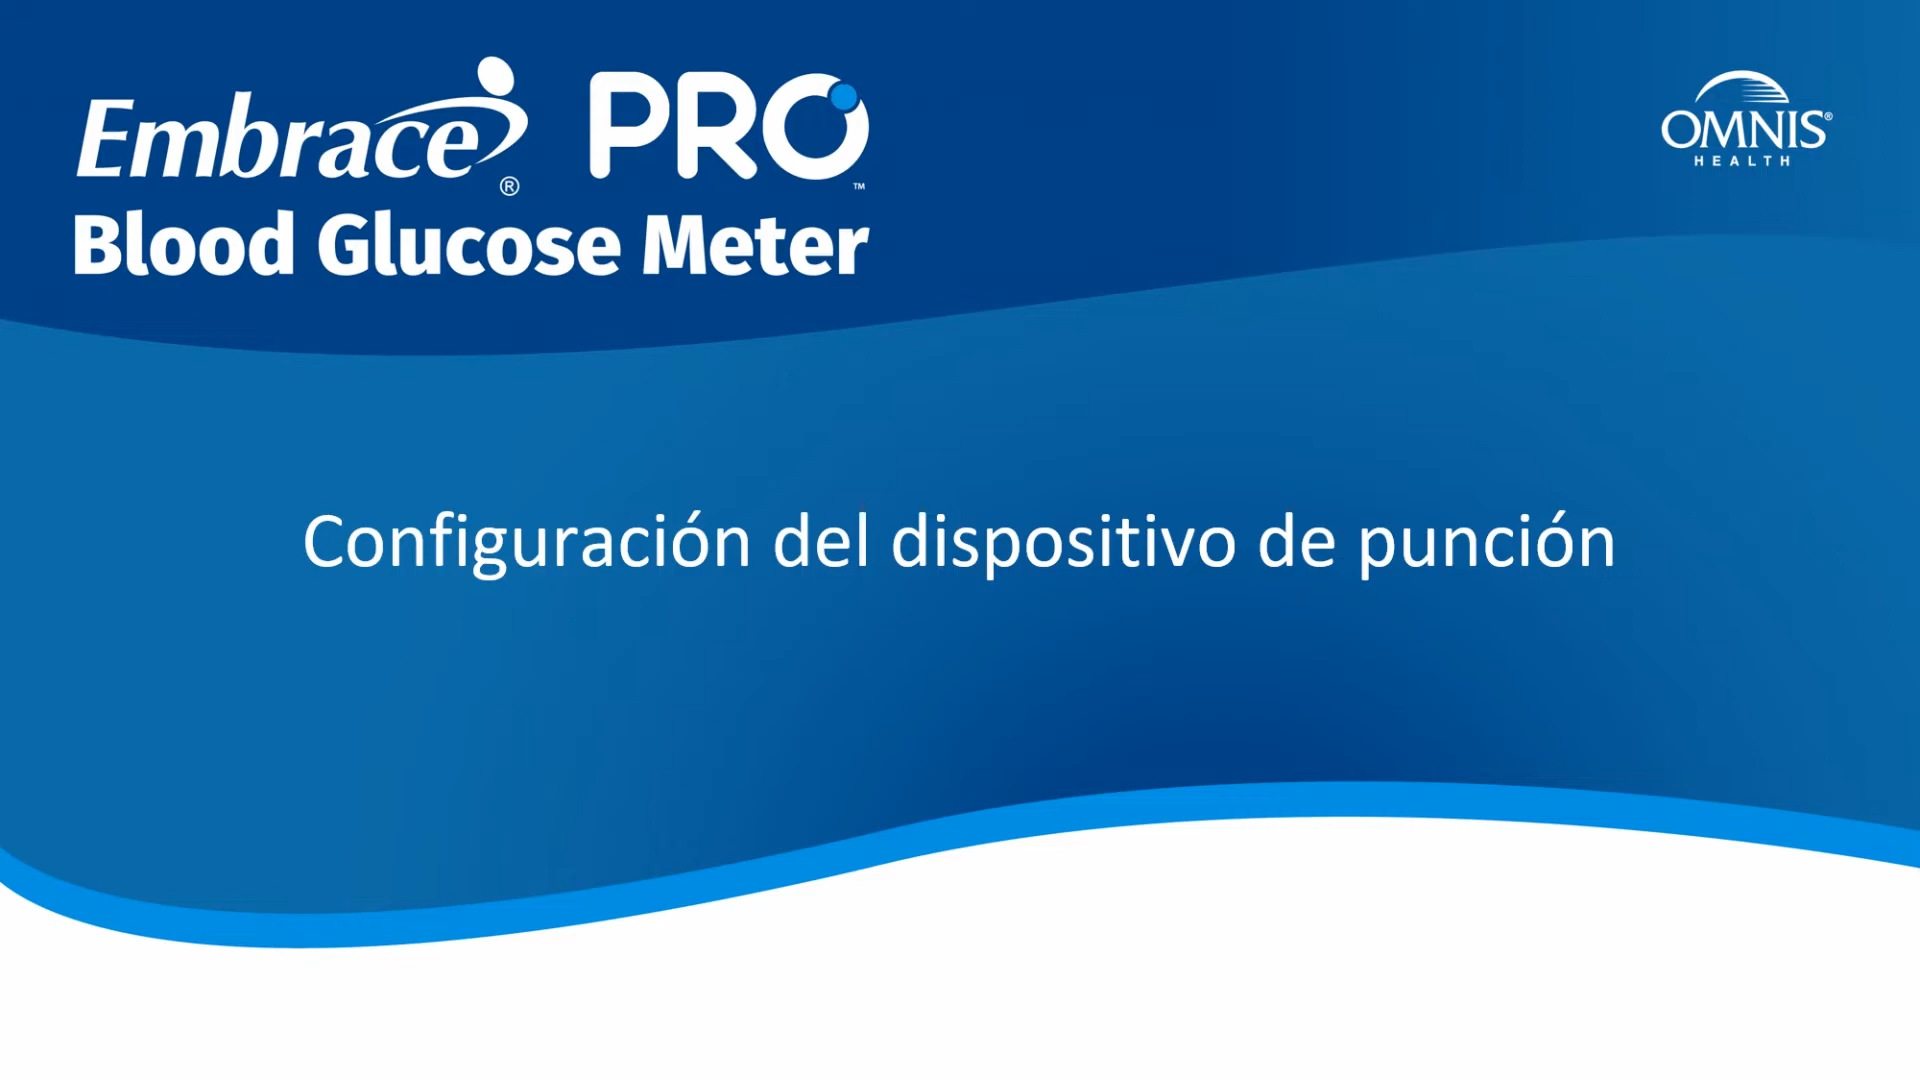 Embrace® PRO™
Blood Glucose Meter
OMNIS®
HEALTH
Configuración del dispositivo de punción